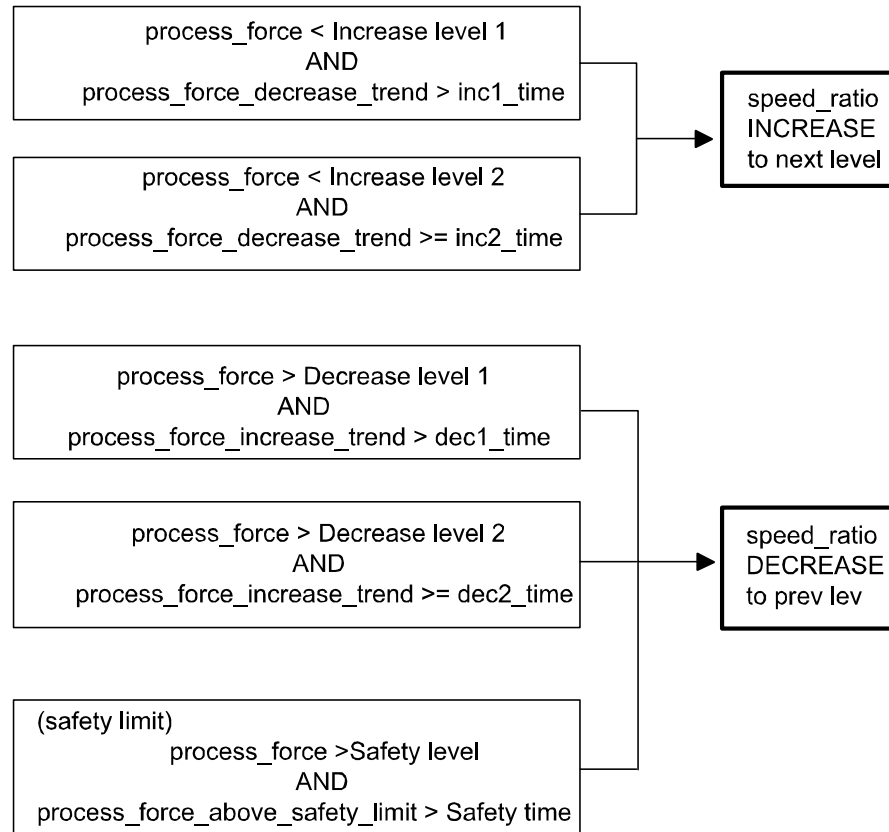 process_force < Increase level 1
AND
process_force_decrease_trend > inc1_time
speed_ratio
INCREASE
to next level
process_force < Increase level 2
AND
process_force_decrease_trend >= inc2_time
process_force > Decrease level 1
AND
process_force_increase_trend > dec1_time
process_force > Decrease level 2
AND
process_force_increase_trend >= dec2_time
speed_ratio
DECREASE
to prev lev
(safety limit)
process_force >Safety level
AND
process_force_above_safety_limit > Safety time